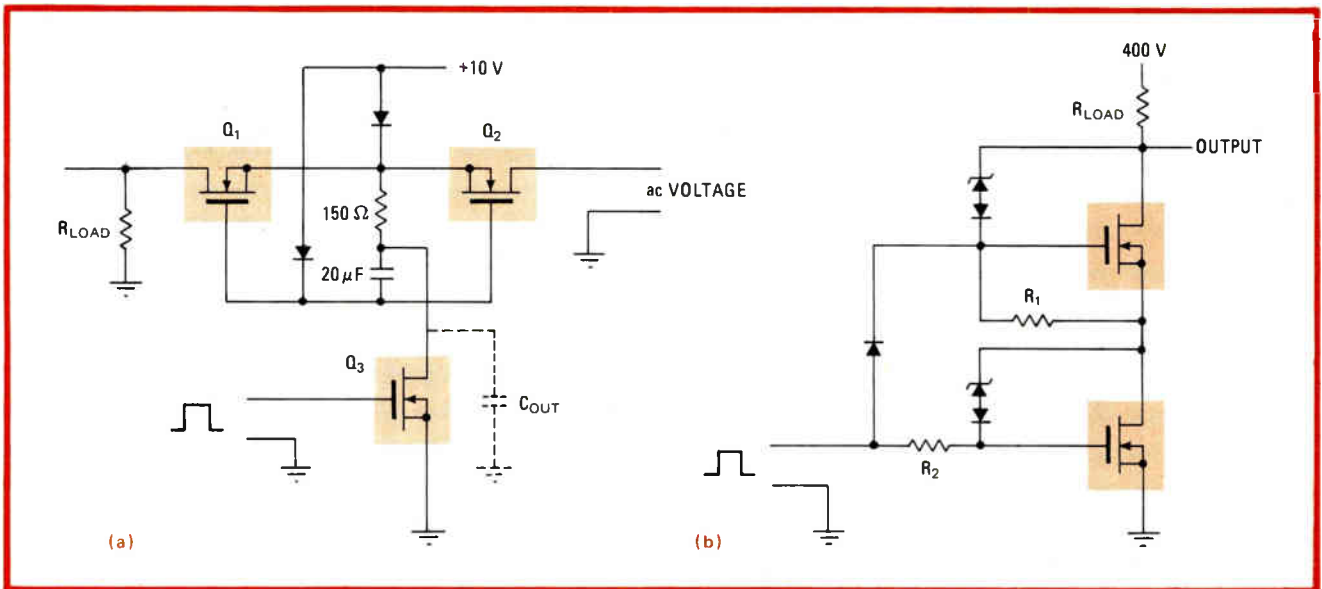 +10 V
Q1
Q2
150 Ω
ac VOLTAGE
RLOAD
20 μF
Q3
COUT
(a)
400 V
RLOAD
OUTPUT
R1
R2
(b)